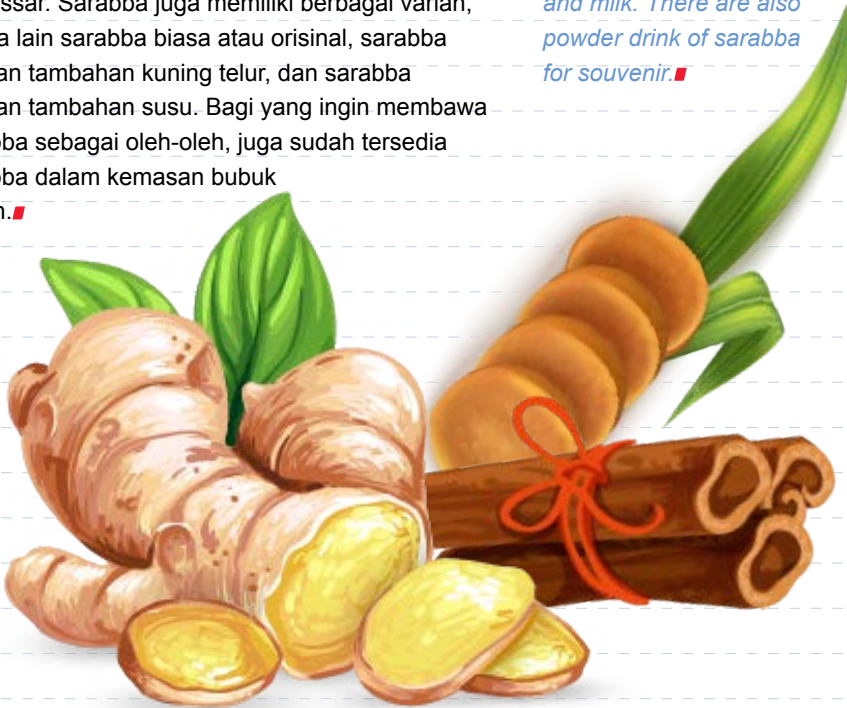 ssar. Sarabba juga memiliki berbagai varian,
a lain sarabba biasa atau orisinal, sarabba
an tambahan kuning telur, dan sarabba
an tambahan susu. Bagi yang ingin membawa
ba sebagai oleh-oleh, juga sudah tersedia
ba dalam kemasan bubuk
n.
and milk. There are also
powder drink of sarabba
for souvenir.